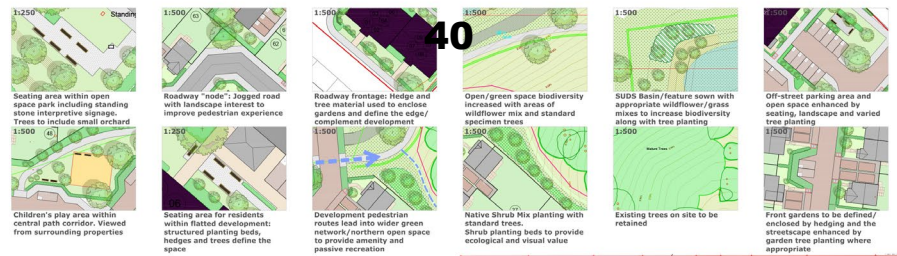 1:250
Standing
1:500
63
62
1:500
40
1:500
1:500
1:500
Seating area within open
space park including standing
stone interpretive signage.
Trees to include small orchard
Roadway "node": Jogged road
with landscape interest to
improve pedestrian experience
Roadway frontage: Hedge and
tree material used to enclose
gardens and define the edge/
complement development
Open/green space biodiversity
increased with areas of
wildflower mix and standard
specimen trees
SUDS Basin/feature sown with
appropriate wildflower/grass
mixes to increase biodiversity
along with tree planting
Off-street parking area and
open space enhanced by
seating, landscape and varied
tree planting
1:500
48
1:250
96
1:500
1:500
1:500
Mature Trees
1:500
Children's play area within
central path corridor. Viewed
from surrounding properties
Seating area for residents
within flatted development:
structured planting beds,
hedges and trees define the
space
Development pedestrian
routes lead into wider green
network/northern open space
to provide amenity and
passive recreation
Native Shrub Mix planting with
standard trees.
Shrub planting beds to provide
ecological and visual value
Existing trees on site to be
retained
Front gardens to be defined/
enclosed by hedging and the
streetscape enhanced by
garden tree planting where
appropriate